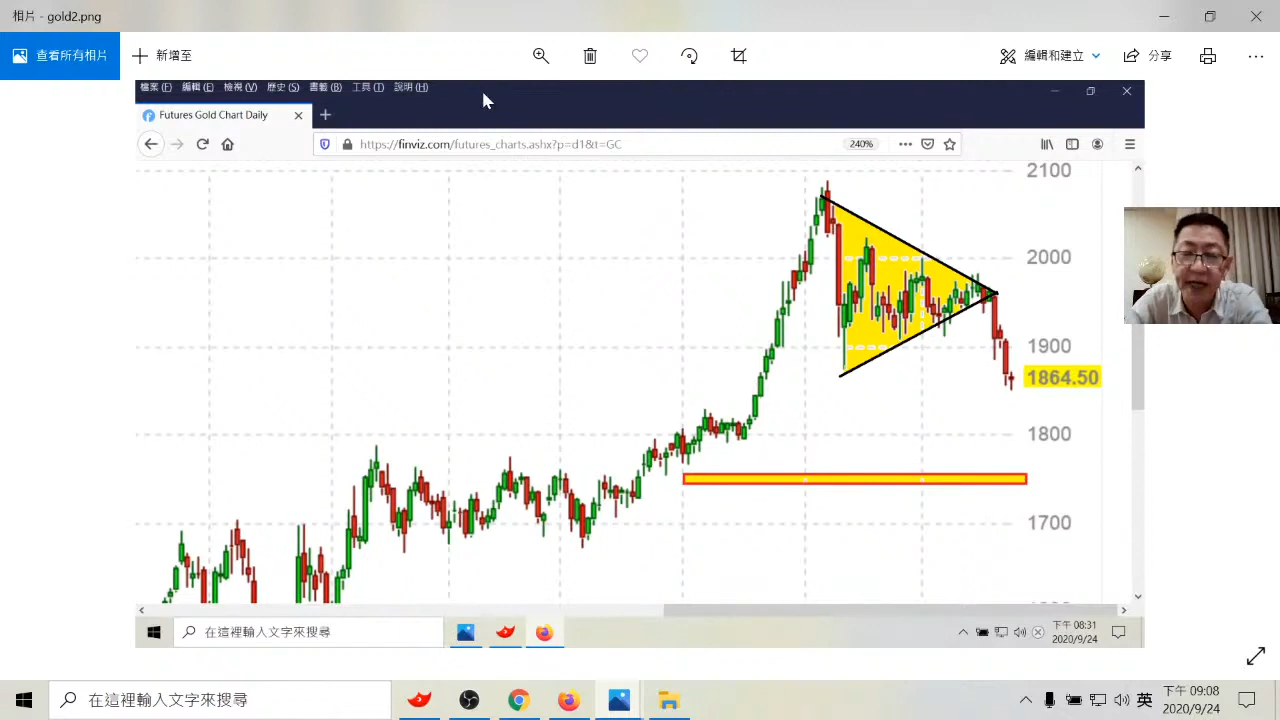 相片 - gold2.png
查看所有相片
新增至
編輯和建立
分享
檔案 (F) 編輯 (E) 檢視 (V) 歷史 (S) 書籤 (B) 工具 (T) 說明 (H)
Futures Gold Chart Daily
https://finviz.com/futures_charts.ashx?p=d1&t=GC
240%
2100
2000
1900
1864.50
1800
1700
在這裡輸入文字來搜尋
下午 08:31
2020/9/24
在這裡輸入文字來搜尋
英
下午 09:08
2020/9/24